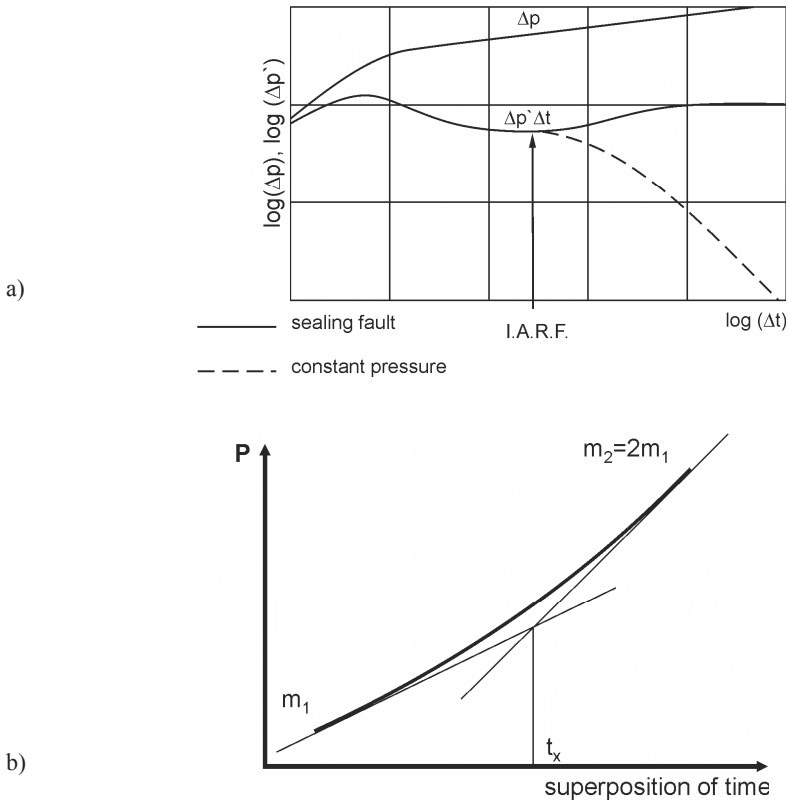 Δp
log(Δp), log (Δp`)
Δp`Δt
a)
sealing fault
I.A.R.F.
log (Δt)
constant pressure
P
m2=2m1
m1
tx
b)
superposition of time